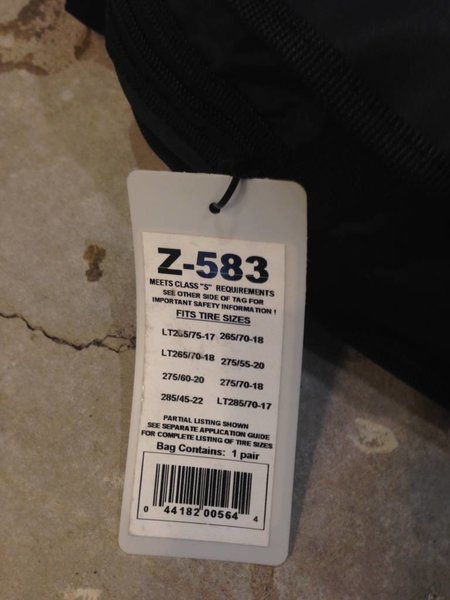 Z-583
MEETS CLASS "S" REQUIREMENTS
SEE OTHER SIDE OF TAG FOR
IMPORTANT SAFETY INFORMATION !
FITS TIRE SIZES
LT265/75-17 265/70-18
LT265/70-18 275/55-20
275/60-20 275/70-18
285/45-22 LT285/70-17
PARTIAL LISTING SHOWN
SEE SEPARATE APPLICATION GUIDE
FOR COMPLETE LISTING OF TIRE SIZES
Bag Contains: 1 pair
0 44182 00564 4